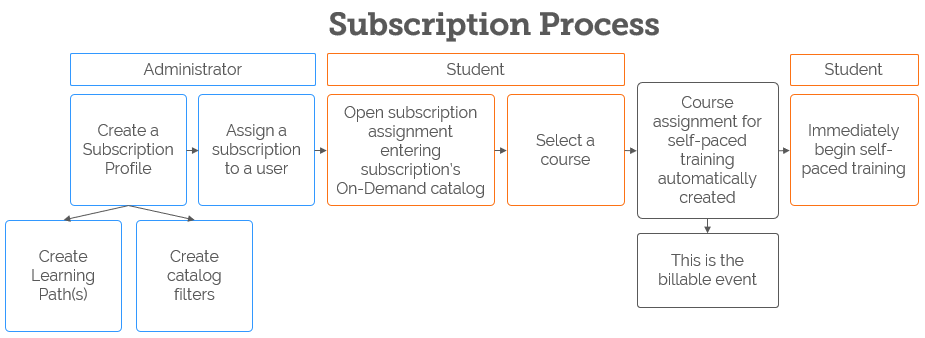 Subscription Process
Administrator
Student
Student
Create a
Subscription
Profile
Assign a
subscription
to a user
Open subscription
assignment
entering
subscription's
On-Demand catalog
Select a
course
Course
assignment for
self-paced
training
automatically
created
Immediately
begin self-
paced training
Create
Learning
Path(s)
Create
catalog
filters
This is the
billable event